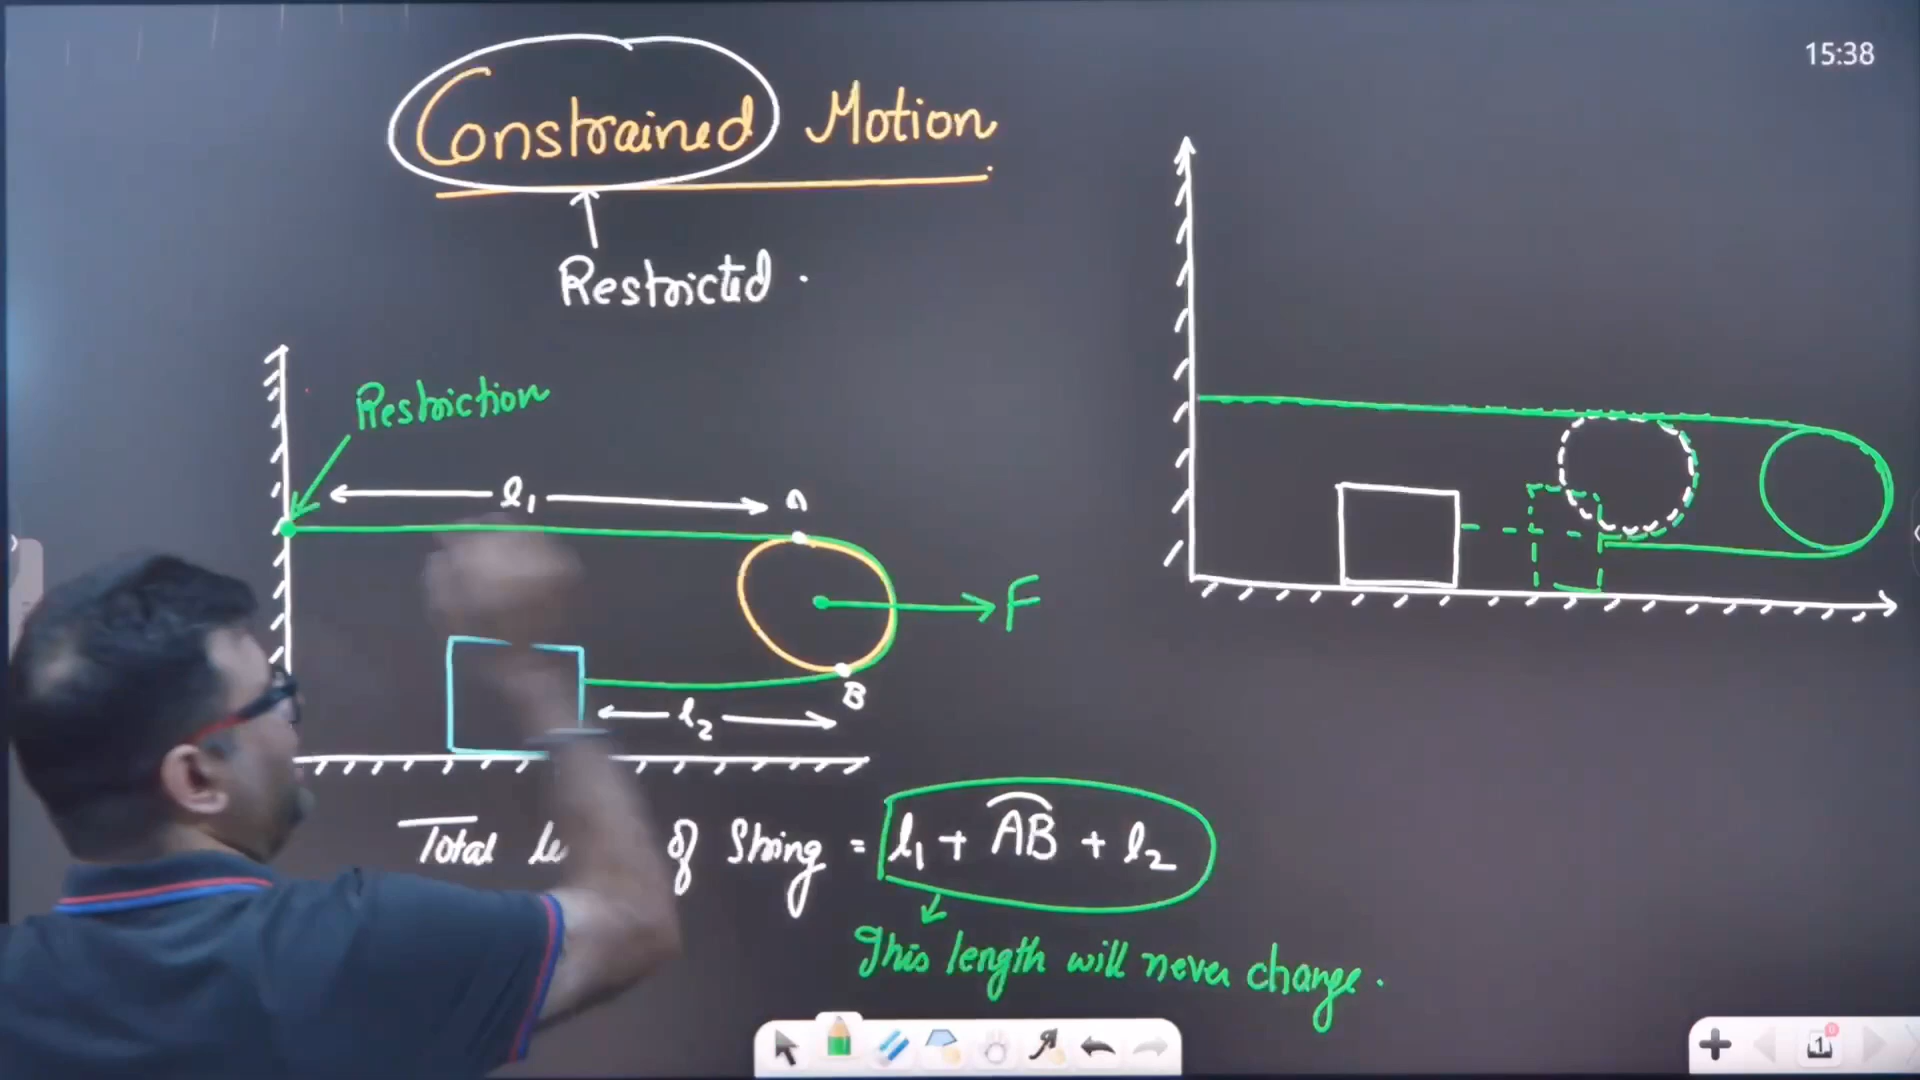 15:38
Constrained Motion
Restricted.
Restriction
l₁
A
F
B
l₂
Total of String = l₁ + AB + l₂
This length will never change.
1